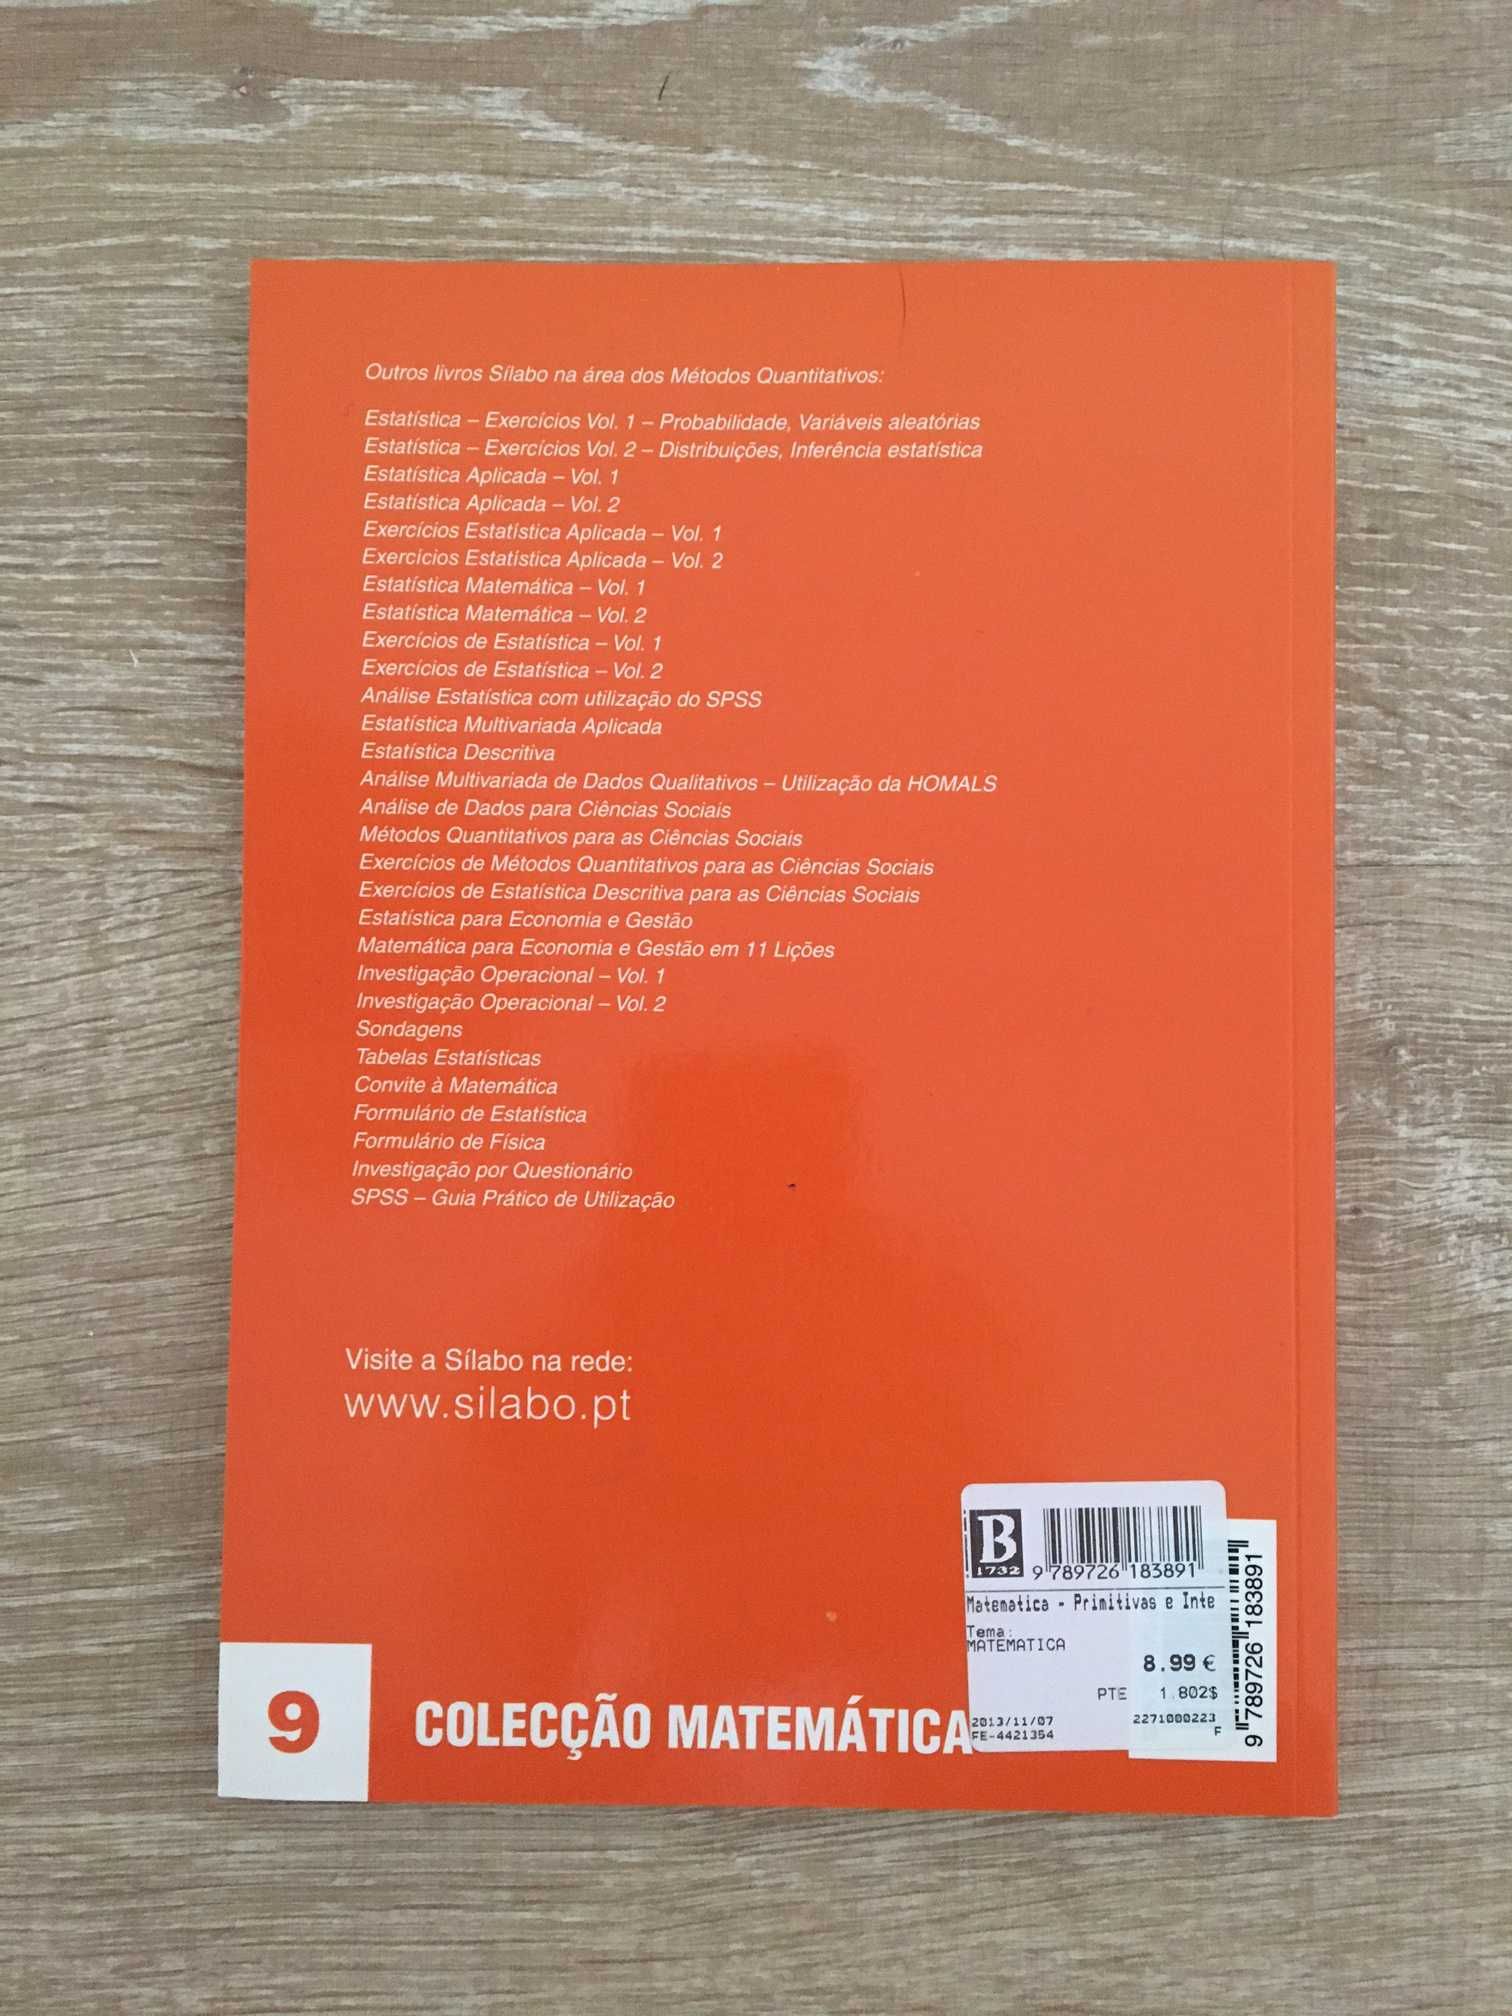 Outros livros Sílabo na área dos Métodos Quantitativos:
Estatística – Exercícios Vol. 1 – Probabilidade, Variáveis aleatórias
Estatística – Exercícios Vol. 2 – Distribuições, Inferência estatística
Estatística Aplicada – Vol. 1
Estatística Aplicada – Vol. 2
Exercícios Estatística Aplicada – Vol. 1
Exercícios Estatística Aplicada – Vol. 2
Estatística Matemática – Vol. 1
Estatística Matemática – Vol. 2
Exercícios de Estatística – Vol. 1
Exercícios de Estatística – Vol. 2
Análise Estatística com utilização do SPSS
Estatística Multivariada Aplicada
Estatística Descritiva
Análise Multivariada de Dados Qualitativos – Utilização da HOMALS
Análise de Dados para Ciências Sociais
Métodos Quantitativos para as Ciências Sociais
Exercícios de Métodos Quantitativos para as Ciências Sociais
Exercícios de Estatística Descritiva para as Ciências Sociais
Estatística para Economia e Gestão
Matemática para Economia e Gestão em 11 Lições
Investigação Operacional – Vol. 1
Investigação Operacional – Vol. 2
Sondagens
Tabelas Estatísticas
Convite à Matemática
Formulário de Estatística
Formulário de Física
Investigação por Questionário
SPSS – Guia Prático de Utilização
Visite a Sílabo na rede:
www.silabo.pt
B
1732
9 789726 183891
Matematica - Primitivas e Inte
Tema:
MATEMATICA
8.99 €
PTE 1.802$
2013/11/07 2271000223
FE-4421354 F
9 789726 183891
9 COLECÇÃO MATEMÁTICA